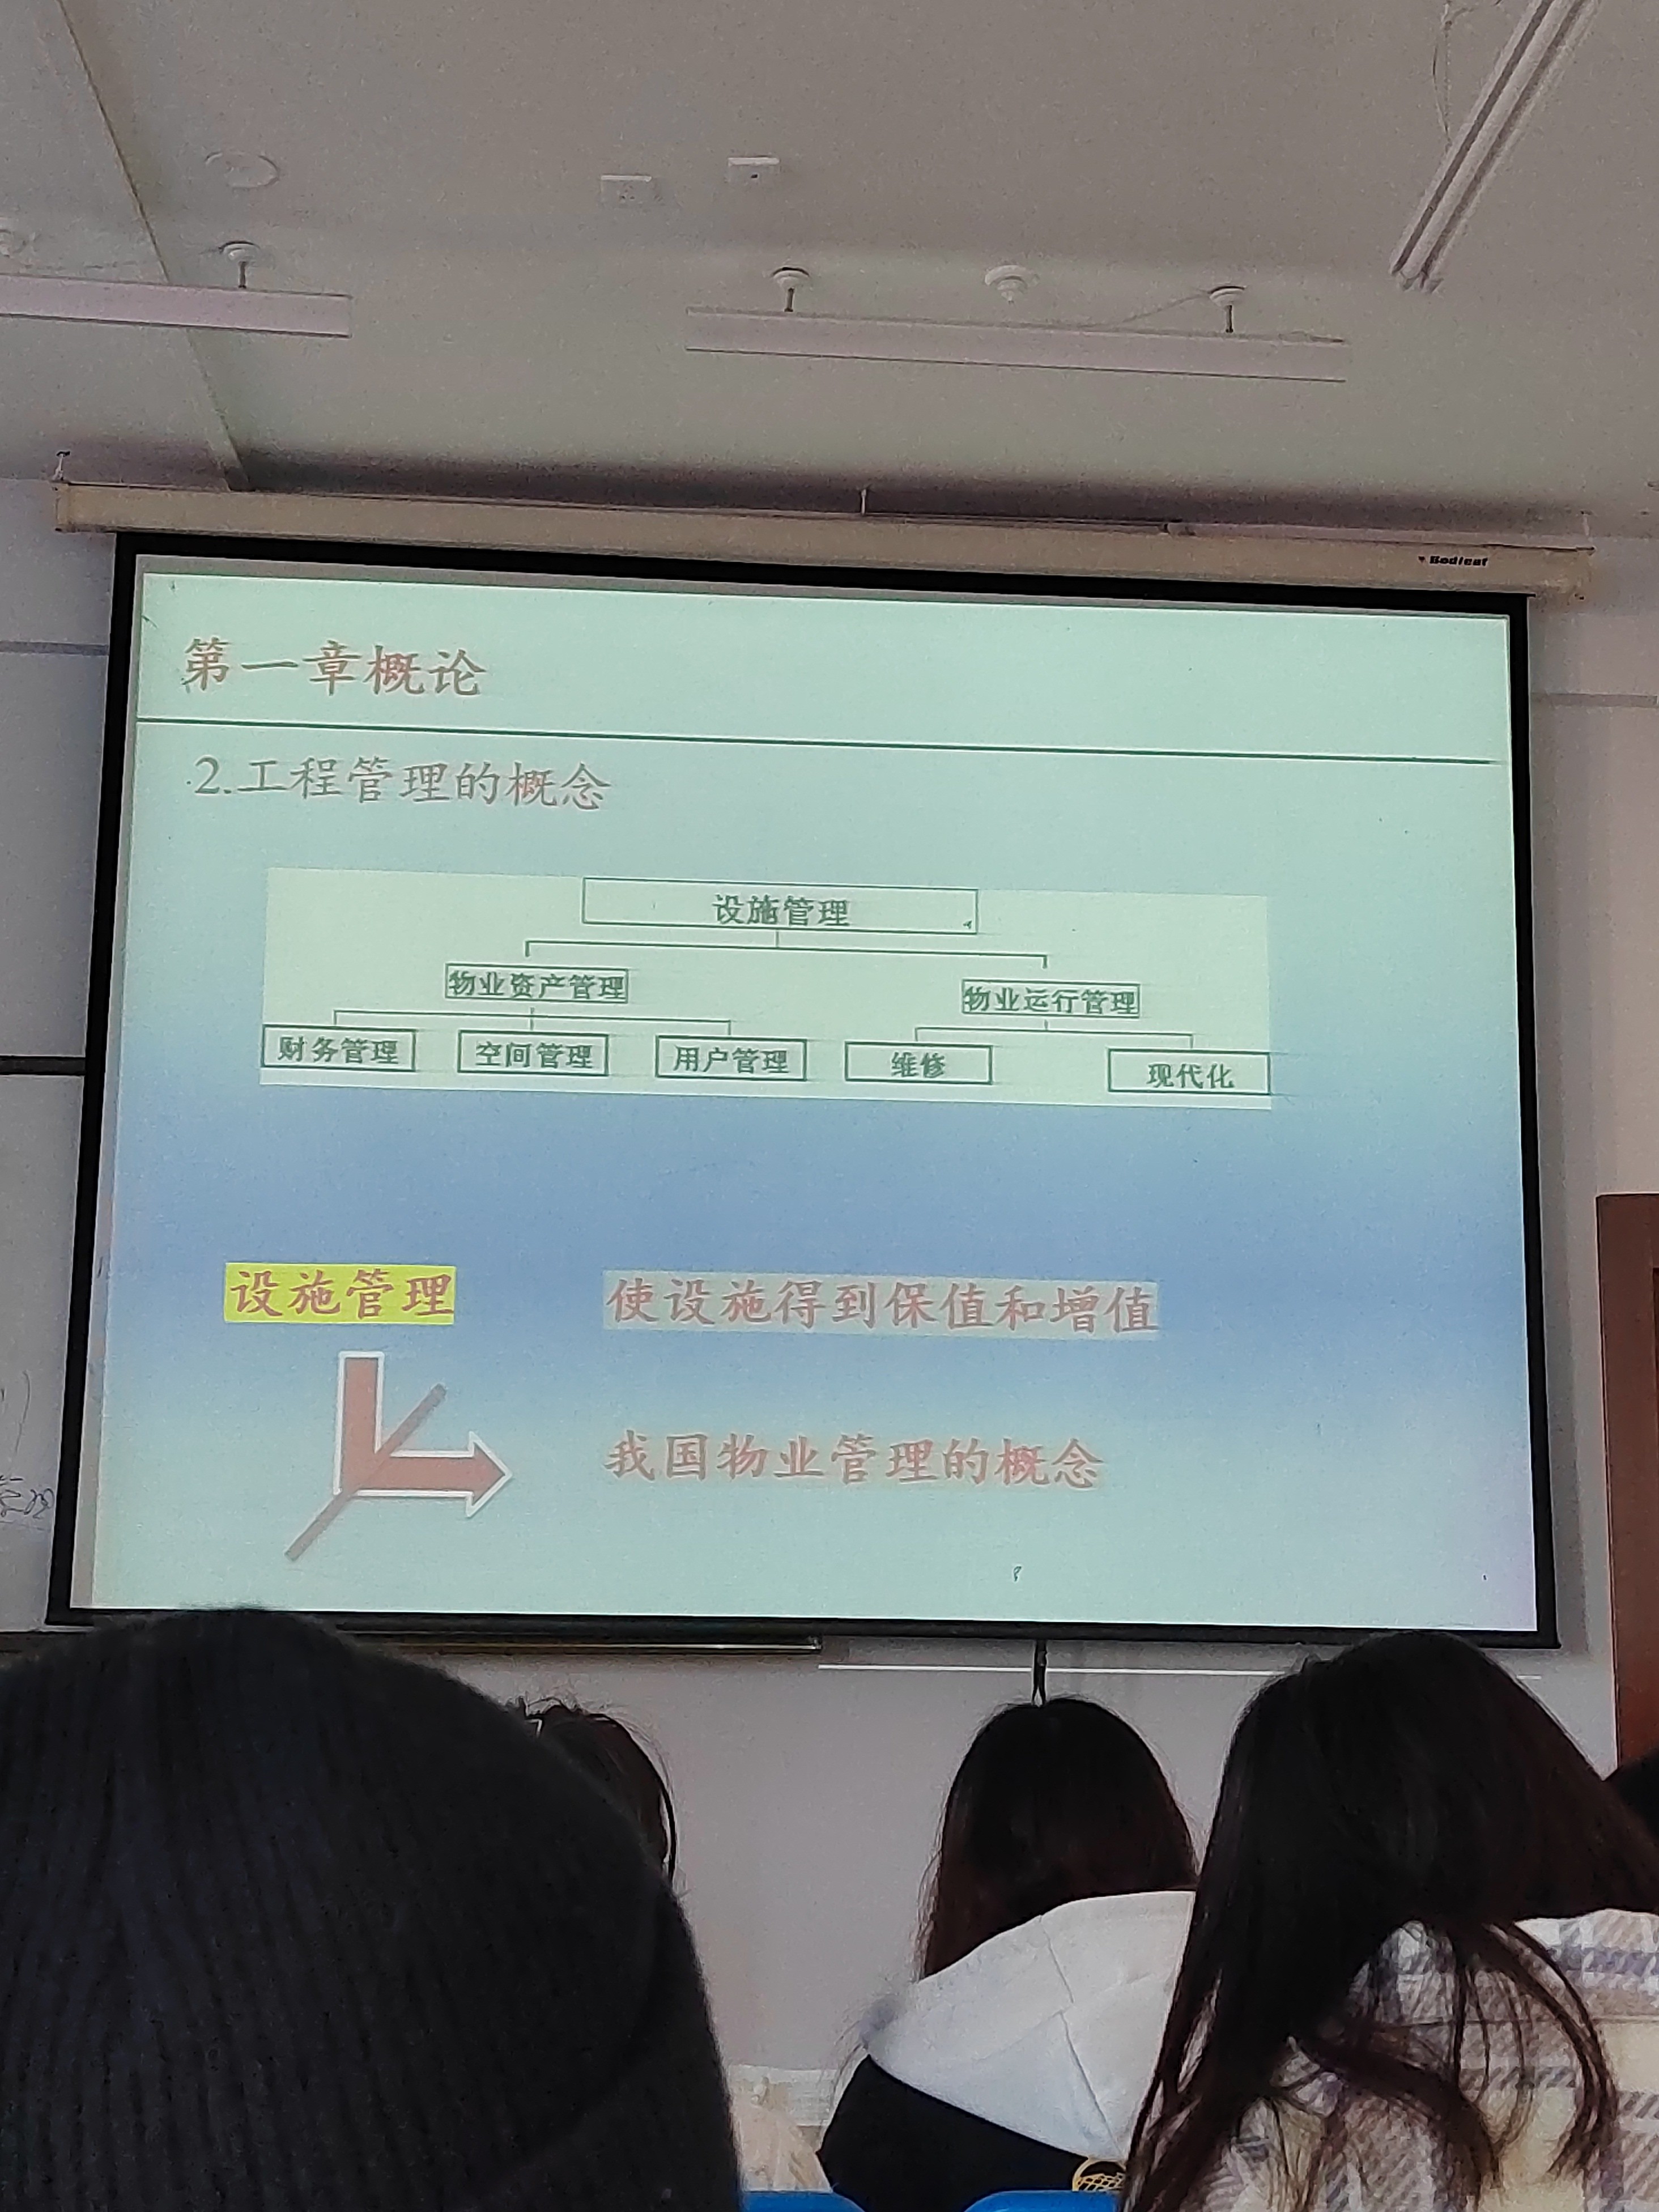 第一章概论
2.工程管理的概念
设施管理
物业资产管理 物业运行管理
财务管理 空间管理 用户管理 维修 现代化
设施管理 使设施得到保值和增值
我国物业管理的概念
8